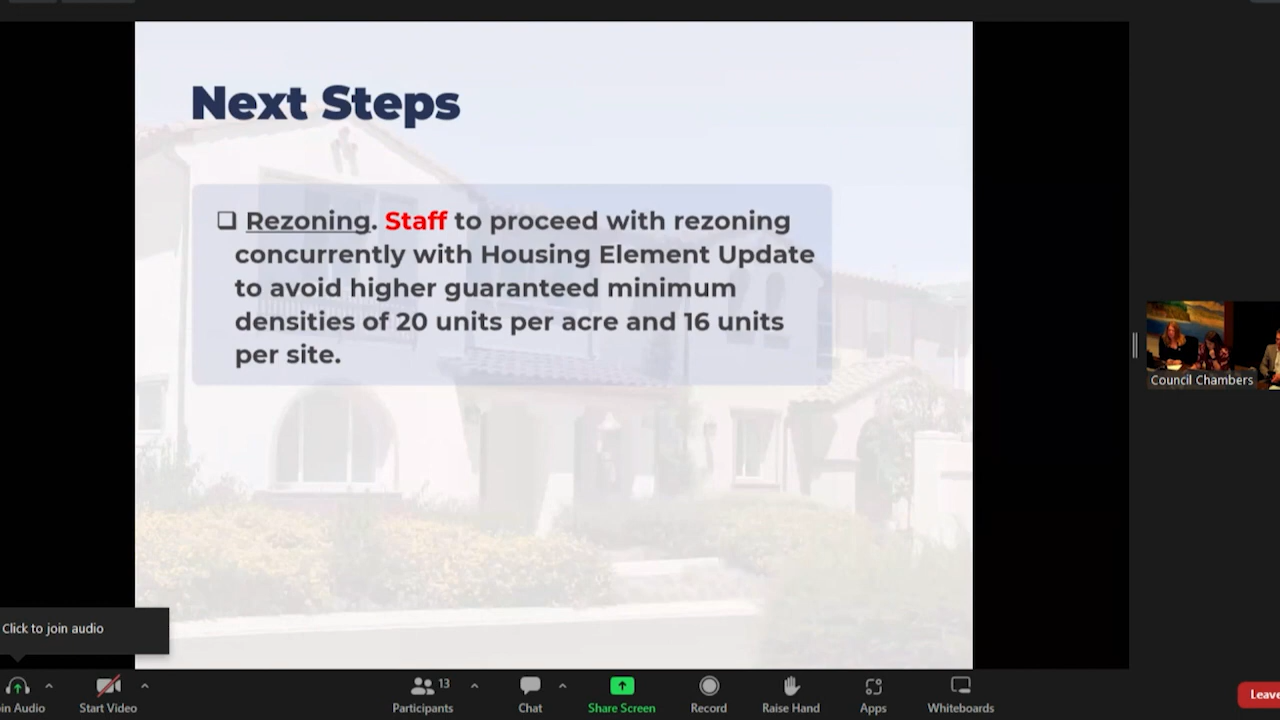 Next Steps
❑ Rezoning. Staff to proceed with rezoning
concurrently with Housing Element Update
to avoid higher guaranteed minimum
densities of 20 units per acre and 16 units
per site.
Council Chambers
Click to join audio
in Audio
Start Video
13
Participants
Chat
Share Screen
Record
Raise Hand
Apps
Whiteboards
Leave